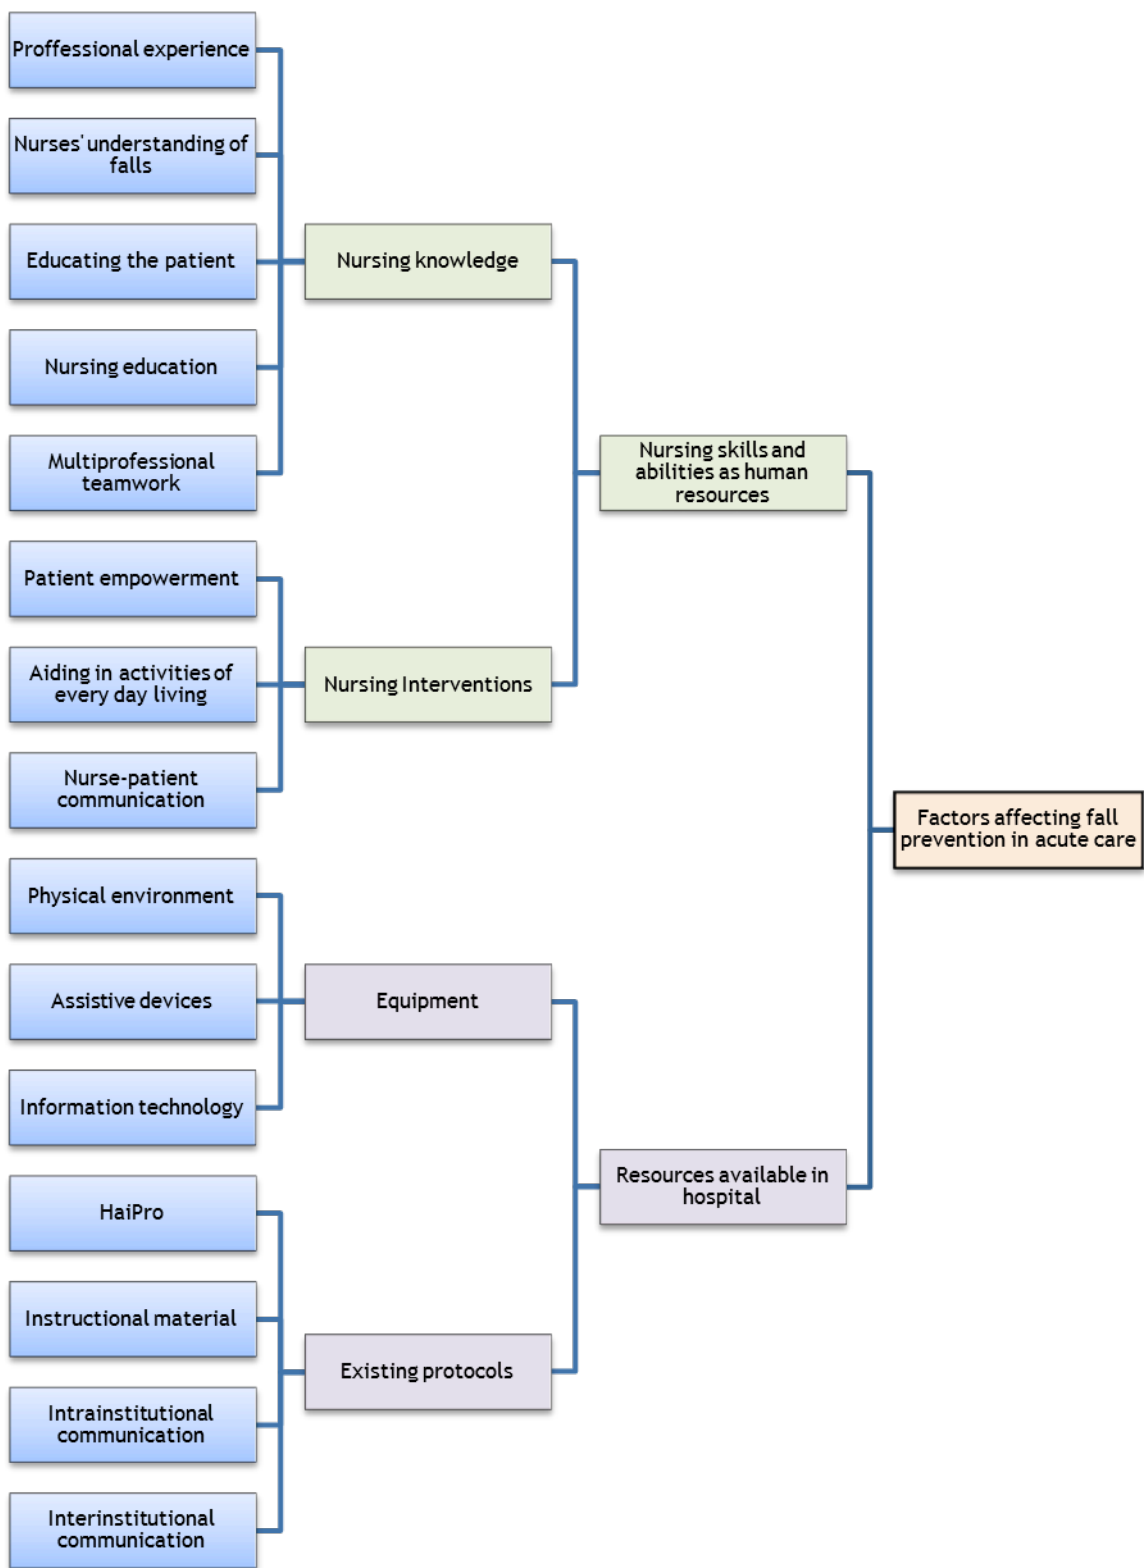 Proffessional experience
Nurses' understanding of
falls
Educating the patient
Nursing education
Multiprofessional
teamwork
Patient empowerment
Aiding in activities of
every day living
Nurse-patient
communication
Physical environment
Assistive devices
Information technology
HaiPro
Instructional material
Intrainstitutional
communication
Interinstitutional
communication
Nursing knowledge
Nursing Interventions
Equipment
Existing protocols
Nursing skills and
abilities as human
resources
Resources available in
hospital
Factors affecting fall
prevention in acute care